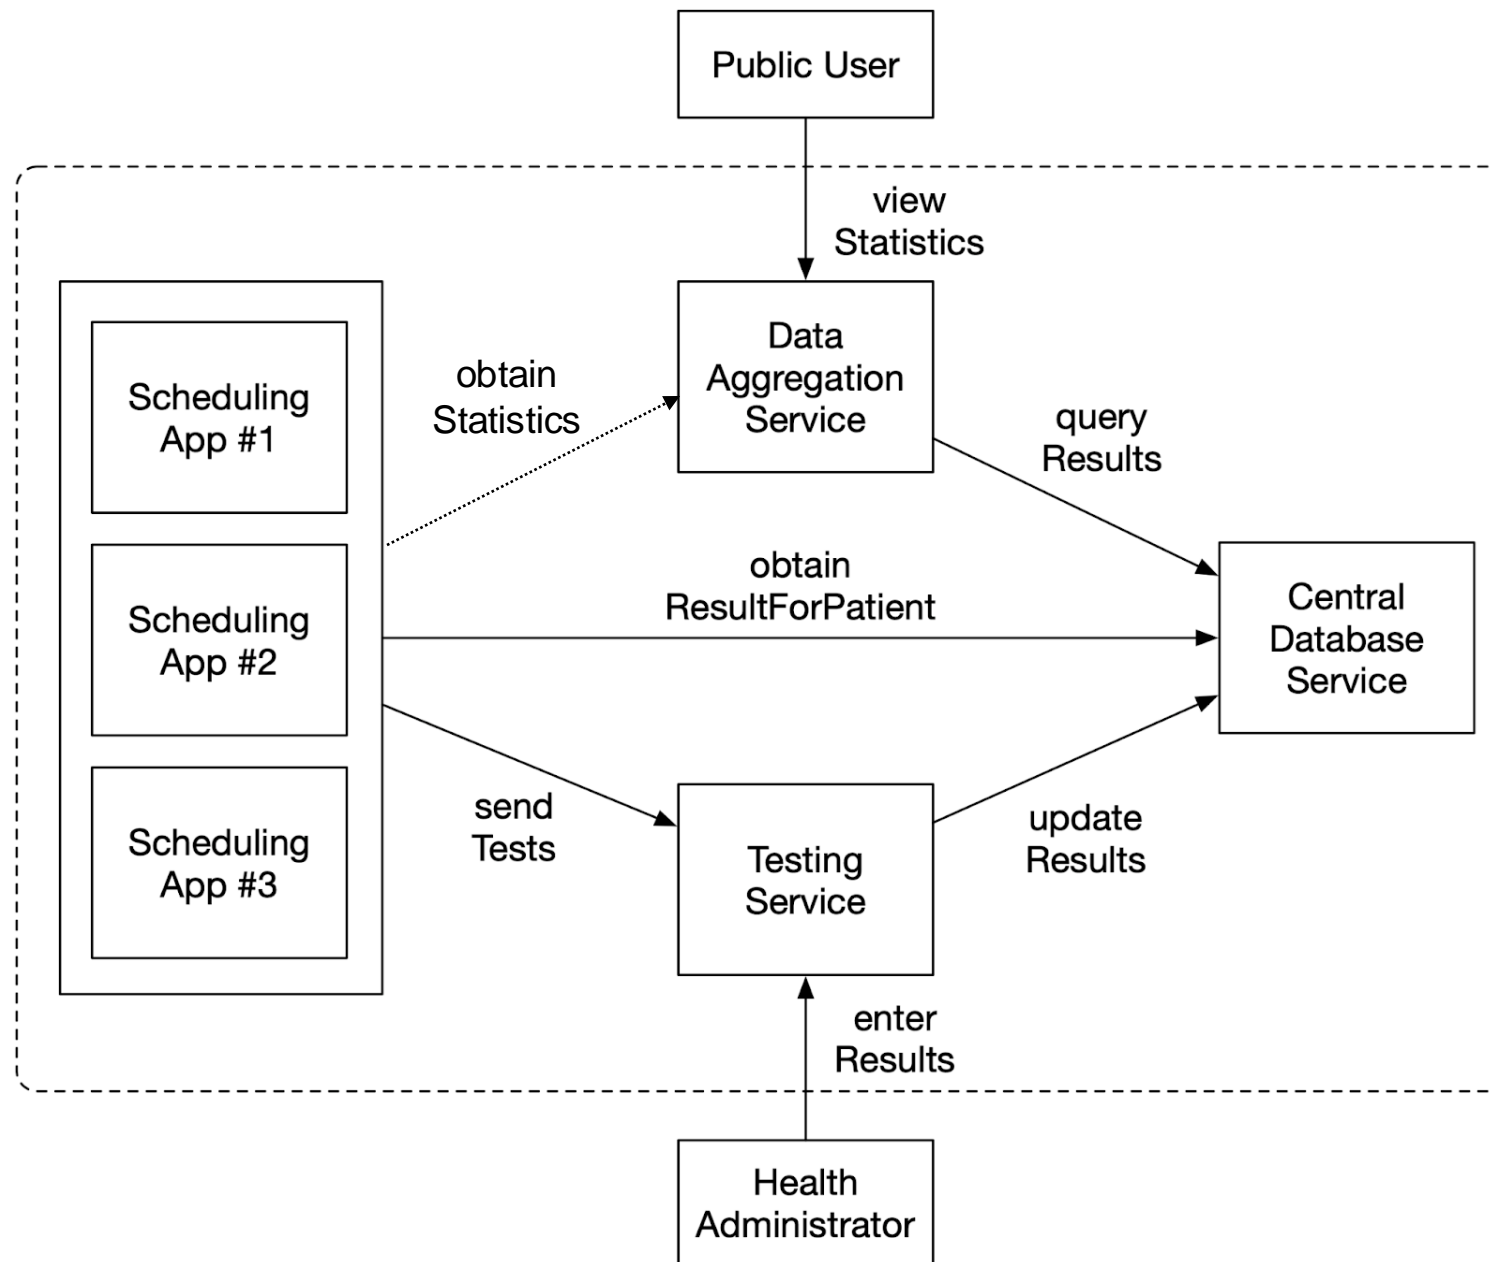 Public User
view
Statistics
Scheduling
App #1
obtain
Statistics
Data
Aggregation
Service
query
Results
Scheduling
App #2
obtain
ResultForPatient
Central
Database
Service
Scheduling
App #3
send
Tests
Testing
Service
update
Results
enter
Results
Health
Administrator